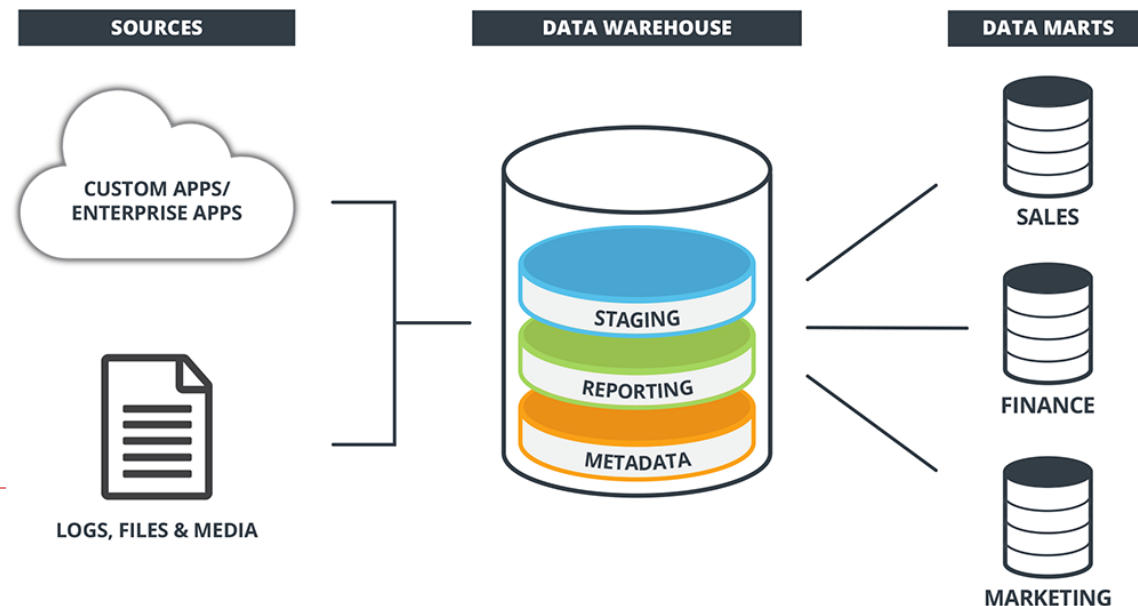 SOURCES
DATA WAREHOUSE
DATA MARTS
CUSTOM APPS/
ENTERPRISE APPS
LOGS, FILES & MEDIA
STAGING
REPORTING
METADATA
SALES
FINANCE
MARKETING